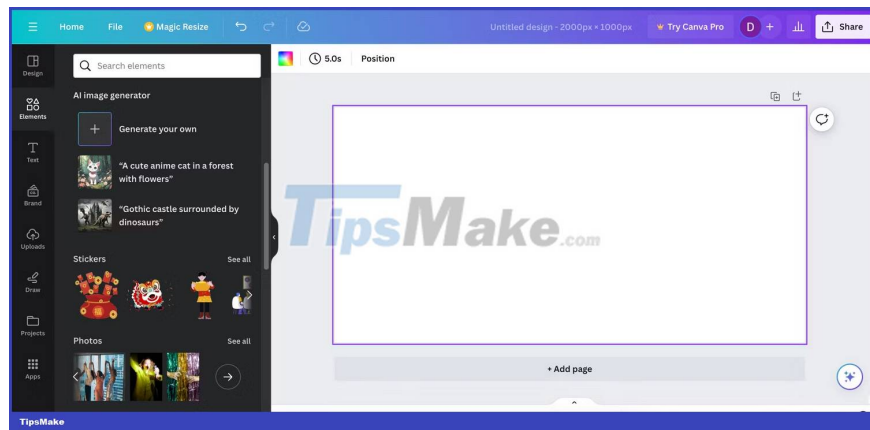 Home File Magic Resize Untitled design - 2000px × 1000px Try Canva Pro D + Share
Design
Elements
Text
Brand
Uploads
Draw
Projects
Apps
Search elements
AI image generator
Generate your own
"A cute anime cat in a forest
with flowers"
"Gothic castle surrounded by
dinosaurs"
Stickers See all
Photos See all
5.0s Position
TipsMake.com
+ Add page
TipsMake